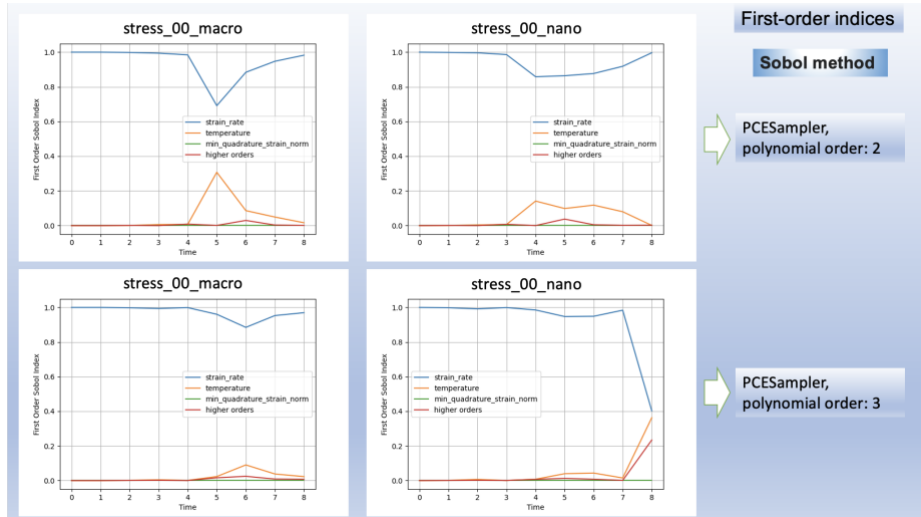 First-order indices
Sobol method
stress_00_macro
First Order Sobol Index
1.0
0.8
0.6
0.4
0.2
0.0
strain_rate
temperature
min_quadrature_strain_norm
higher orders
0 1 2 3 4 5 6 7 8
Time
stress_00_nano
First Order Sobol Index
1.0
0.8
0.6
0.4
0.2
0.0
strain_rate
temperature
min_quadrature_strain_norm
higher orders
0 1 2 3 4 5 6 7 8
Time
PCESampler,
polynomial order: 2
stress_00_macro
First Order Sobol Index
1.0
0.8
0.6
0.4
0.2
0.0
strain_rate
temperature
min_quadrature_strain_norm
higher orders
0 1 2 3 4 5 6 7 8
Time
stress_00_nano
First Order Sobol Index
1.0
0.8
0.6
0.4
0.2
0.0
strain_rate
temperature
min_quadrature_strain_norm
higher orders
0 1 2 3 4 5 6 7 8
Time
PCESampler,
polynomial order: 3